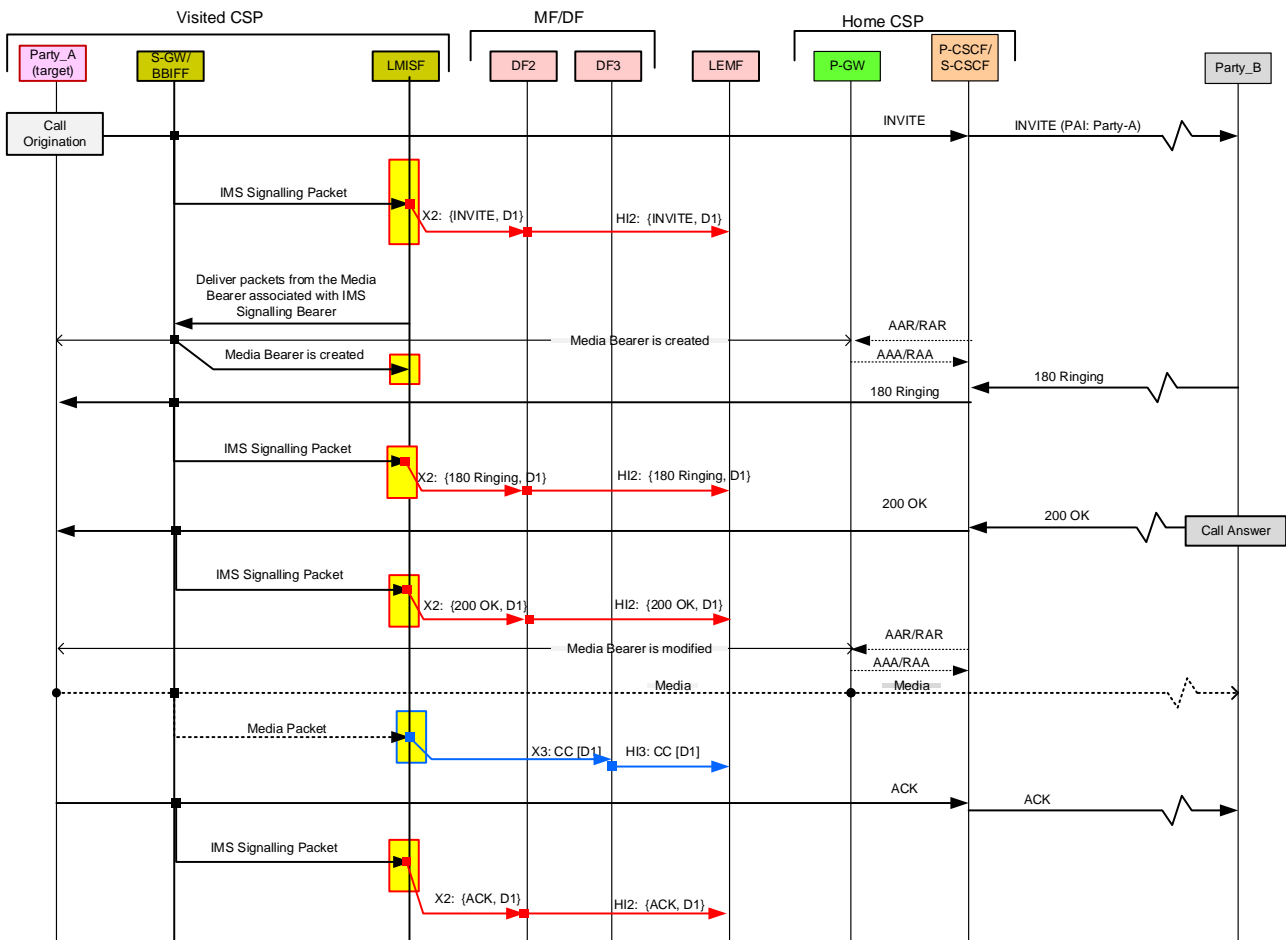 Visited CSP
MF/DF
Home CSP
Party_A
(target)
S-GW/
BBIFF
LMISF
DF2
DF3
LEMF
P-GW
P-CSCF/
S-CSCF
Party_B
Call
Origination
INVITE
INVITE (PAI: Party-A)
IMS Signalling Packet
X2: {INVITE, D1}
HI2: {INVITE, D1}
Deliver packets from the Media
Bearer associated with IMS
Signalling Bearer
AAR/RAR
Media Bearer is created
Media Bearer is created
AAA/RAA
180 Ringing
180 Ringing
IMS Signalling Packet
X2: {180 Ringing, D1}
HI2: {180 Ringing, D1}
200 OK
200 OK
Call Answer
IMS Signalling Packet
X2: {200 OK, D1}
HI2: {200 OK, D1}
AAR/RAR
Media Bearer is modified
AAA/RAA
Media
Media
Media Packet
X3: CC [D1]
HI3: CC [D1]
ACK
ACK
IMS Signalling Packet
X2: {ACK, D1}
HI2: {ACK, D1}